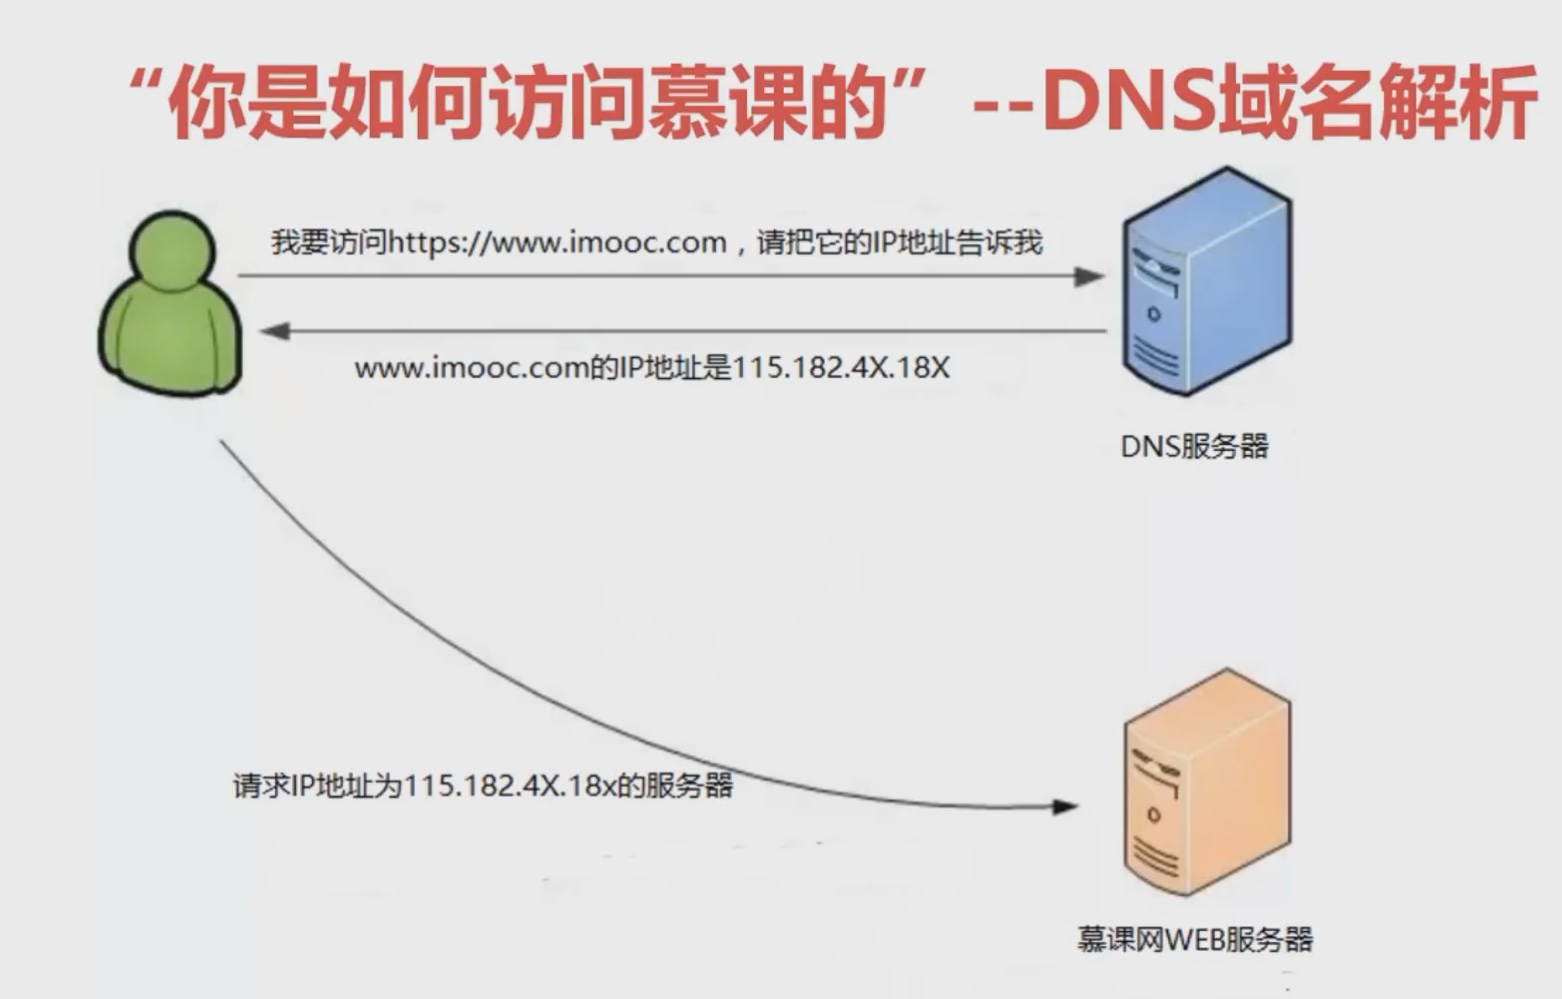 “你是如何访问慕课的”--DNS域名解析
我要访问https://www.imooc.com，请把它的IP地址告诉我
www.imooc.com的IP地址是115.182.4X.18X
DNS服务器
请求IP地址为115.182.4X.18x的服务器
慕课网WEB服务器